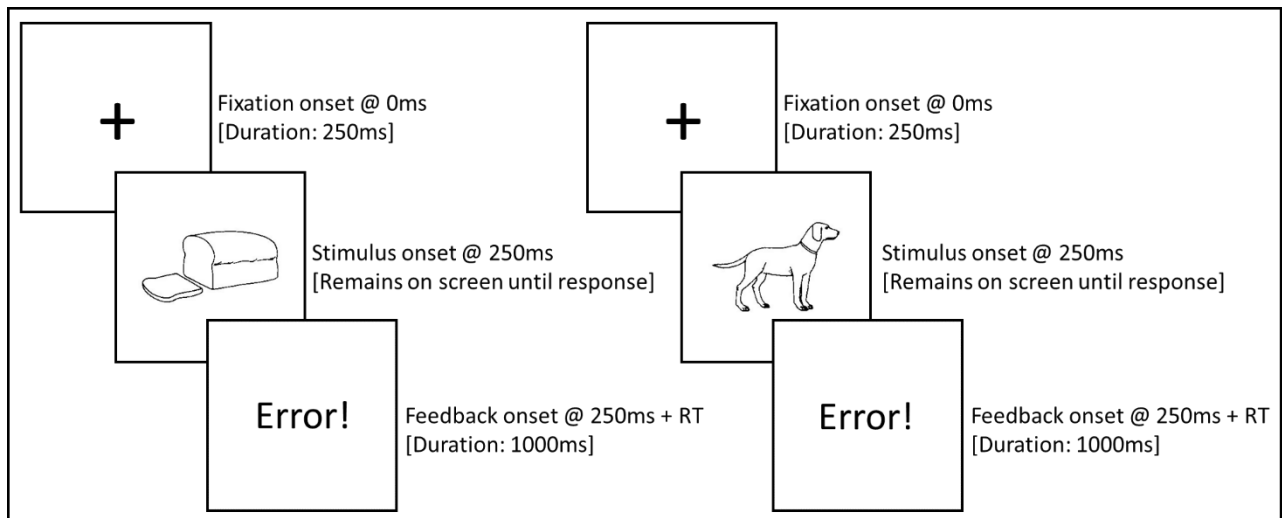 Fixation onset @ 0ms
[Duration: 250ms]
Stimulus onset @ 250ms
[Remains on screen until response]
Error!
Feedback onset @ 250ms + RT
[Duration: 1000ms]
Fixation onset @ 0ms
[Duration: 250ms]
Stimulus onset @ 250ms
[Remains on screen until response]
Error!
Feedback onset @ 250ms + RT
[Duration: 1000ms]